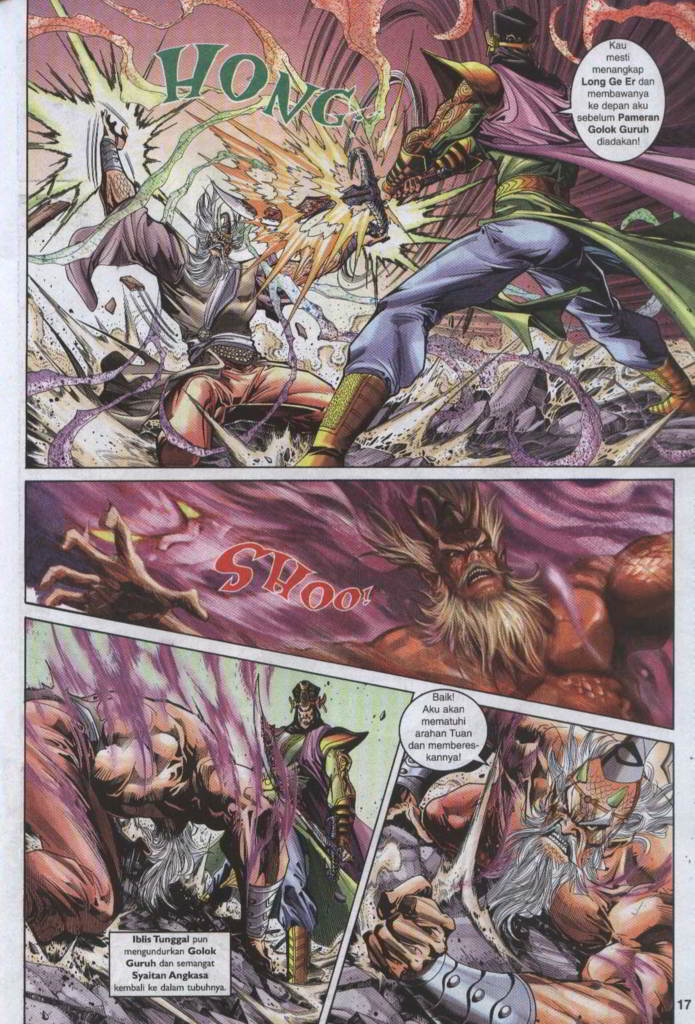 HONG
Kau
mesti
menangkap
Long Ge Er dan
membawanya
ke depan aku
sebelum Pameran
Golok Guruh
diadakan!
SHOO!
Baik!
Aku akan
mematuhi
arahan Tuan
dan memberes-
kannya!
Iblis Tunggal pun
mengundurkan Golok
Guruh dan semangat
Syaitan Angkasa
kembali ke dalam tubuhnya.
17